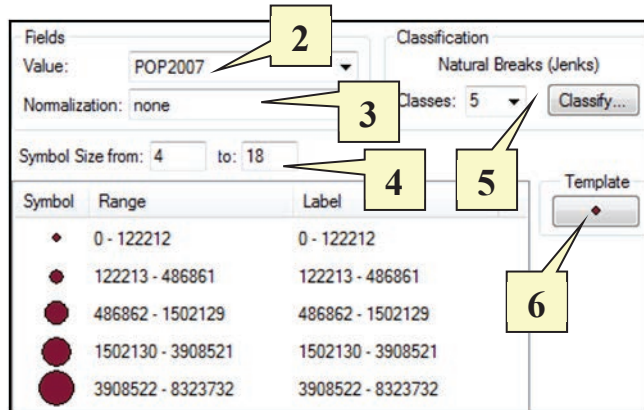 Fields
2
Classification
Value: POP2007
Natural Breaks (Jenks)
Normalization: none
3
Classes: 5
Classify...
Symbol Size from: 4 to: 18
4
5
Template
Symbol Range Label
0 - 122212 0 - 122212
122213 - 486861 122213 - 486861
6
486862 - 1502129 486862 - 1502129
1502130 - 3908521 1502130 - 3908521
3908522 - 8323732 3908522 - 8323732